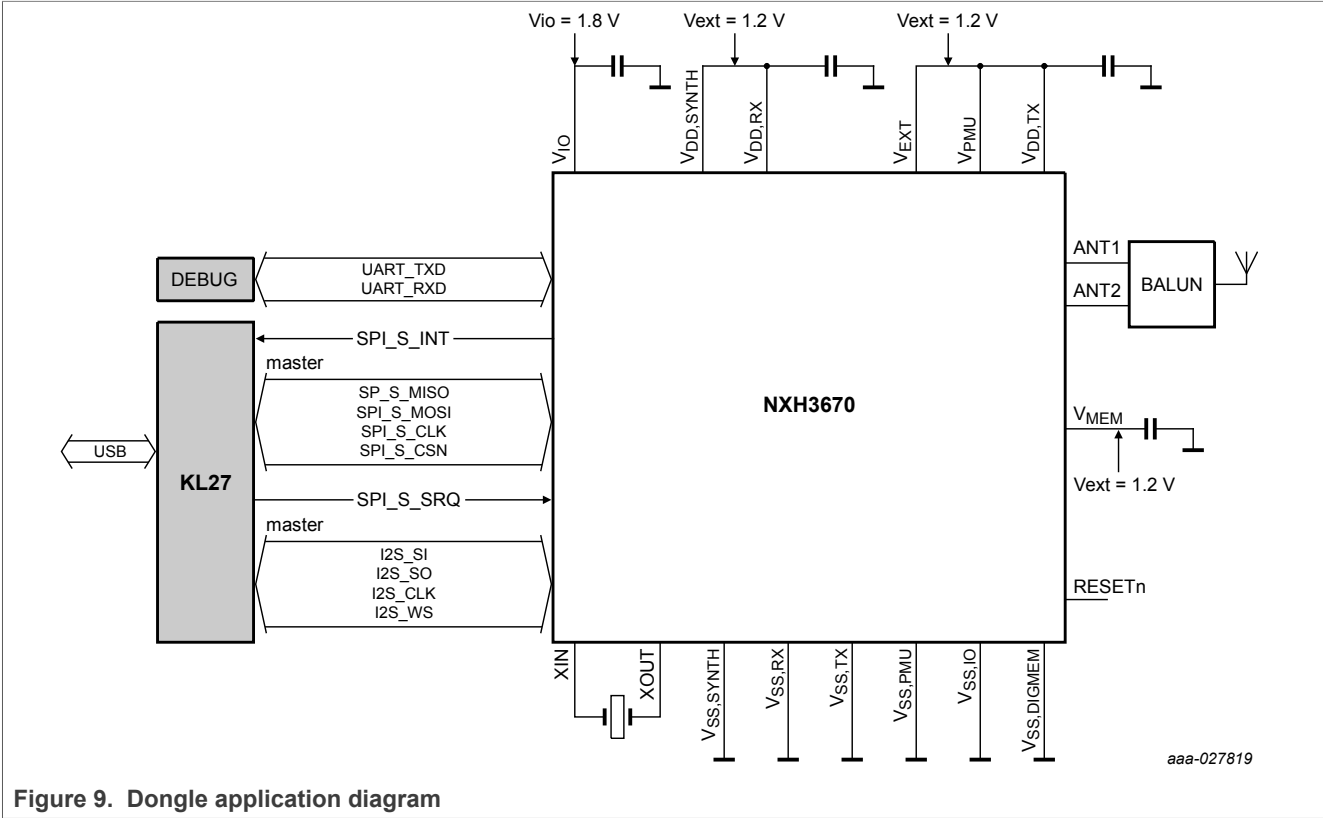 Vio = 1.8 V
Vext = 1.2 V
Vext = 1.2 V
VIO
VDD,SYNTH
VDD,RX
VEXT
VPMU
VDD,TX
DEBUG
UART_TXD
UART_RXD
ANT1
ANT2
BALUN
SPI_S_INT
master
SP_S_MISO
SPI_S_MOSI
SPI_S_CLK
SPI_S_CSN
NXH3670
VMEM
Vext = 1.2 V
USB
KL27
SPI_S_SRQ
master
I2S_SI
I2S_SO
I2S_CLK
I2S_WS
RESETn
XIN
XOUT
VSS,SYNTH
VSS,RX
VSS,TX
VSS,PMU
VSS,IO
VSS,DIGMEM
aaa-027819
Figure 9. Dongle application diagram